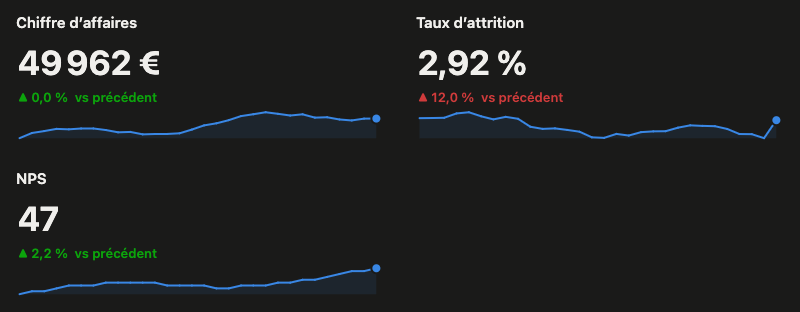 Chiffre d’affaires
49 962 €
▲ 0,0 % vs précédent
Taux d’attrition
2,92 %
▲ 12,0 % vs précédent
NPS
47
▲ 2,2 % vs précédent